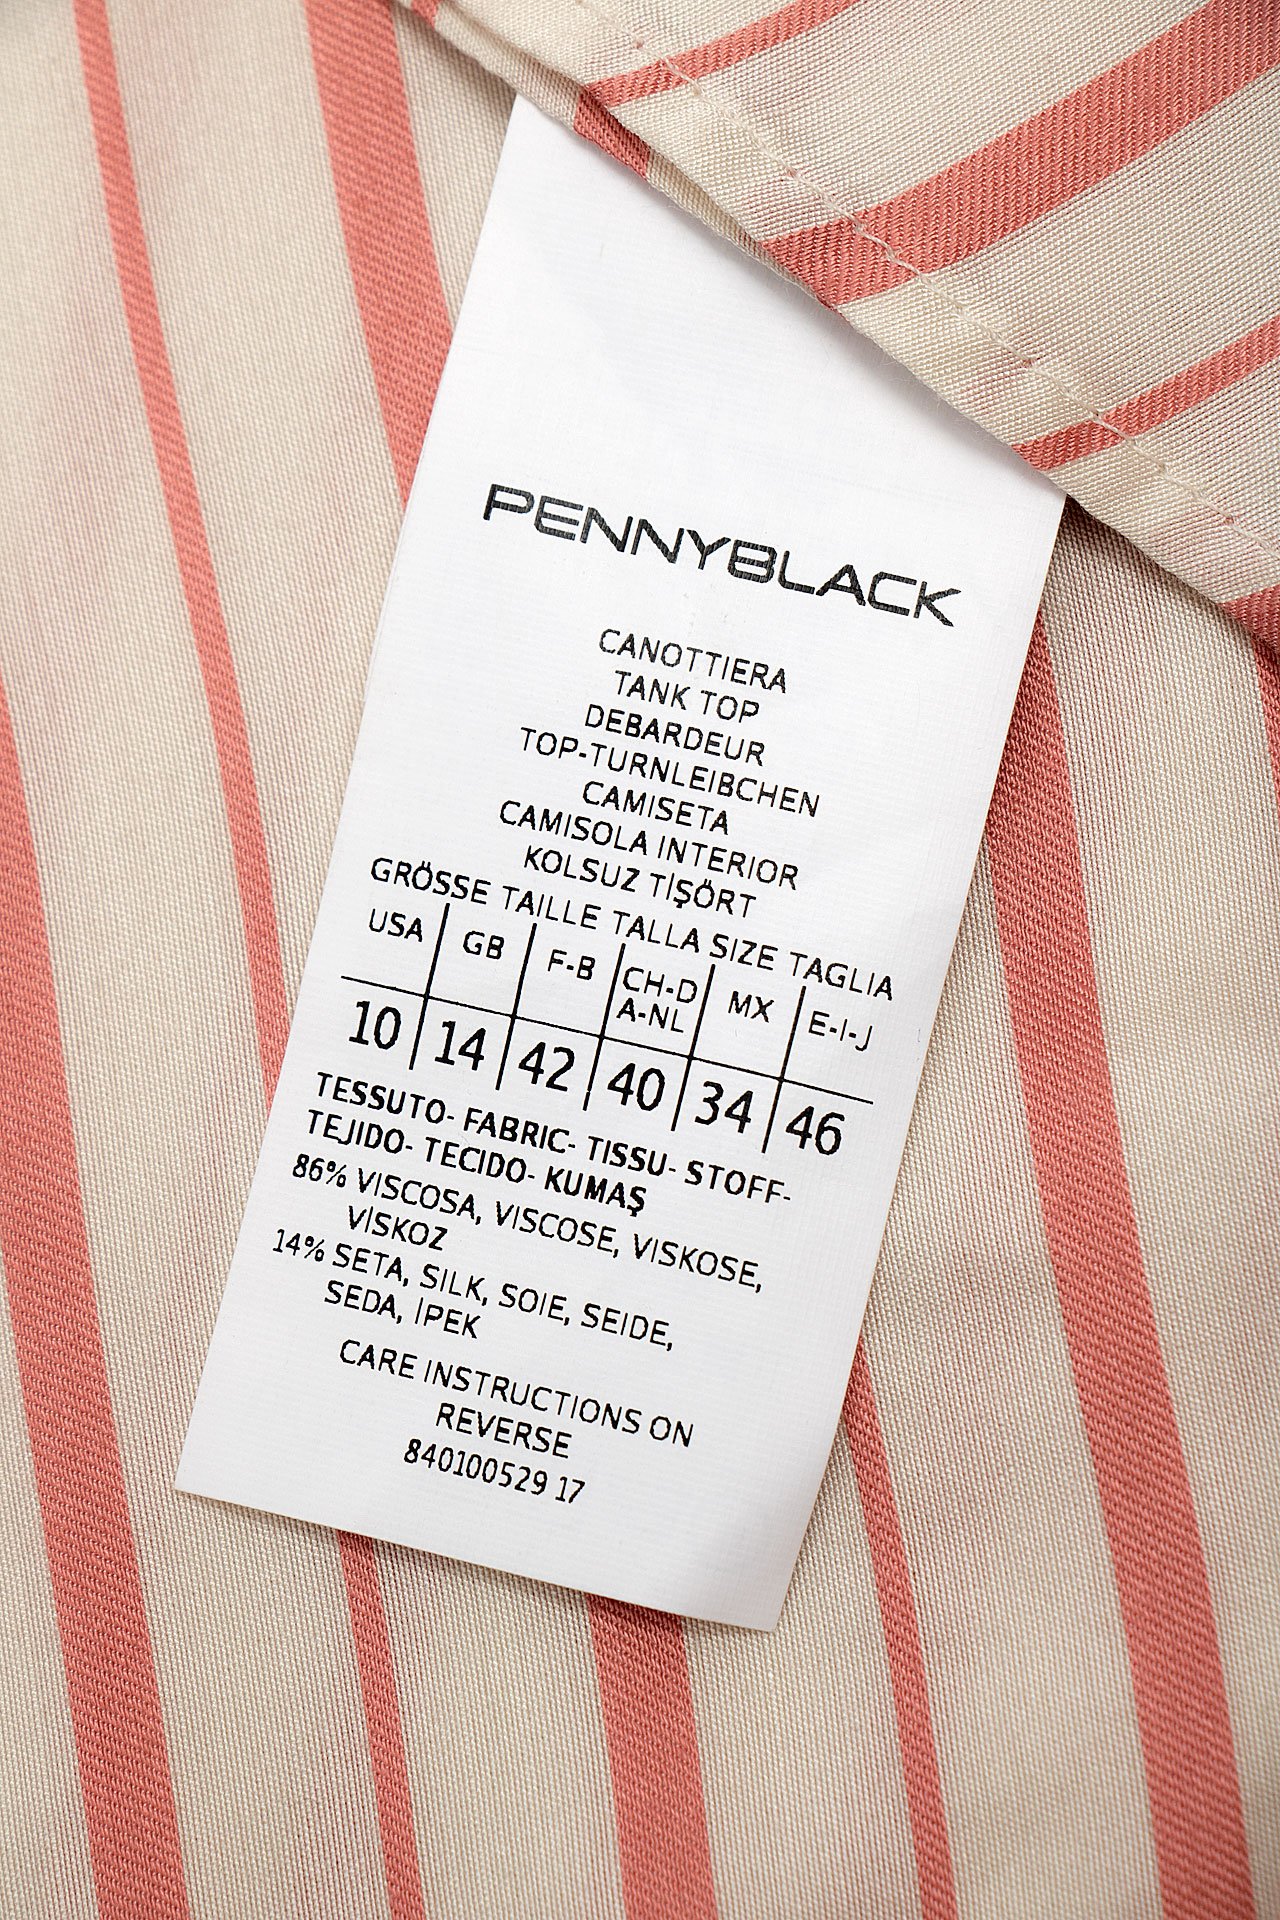 PENNYBLACK
CANOTTIERA
TANK TOP
DEBARDEUR
TOP-TURNLEIBCHEN
CAMISETA
CAMISOLA INTERIOR
KOLSUZ TİŞÖRT
GRÖSSE TAILLE TALLA SIZE TAGLIA
USA GB F-B CH-D A-NL MX E-I-J
10 14 42 40 34 46
TESSUTO- FABRIC- TISSU- STOFF-
TEJIDO- TECIDO- KUMAŞ
86% VISCOSA, VISCOSE, VISKOSE,
VİSKOZ
14% SETA, SILK, SOIE, SEIDE,
SEDA, İPEK
CARE INSTRUCTIONS ON
REVERSE
840100529 17